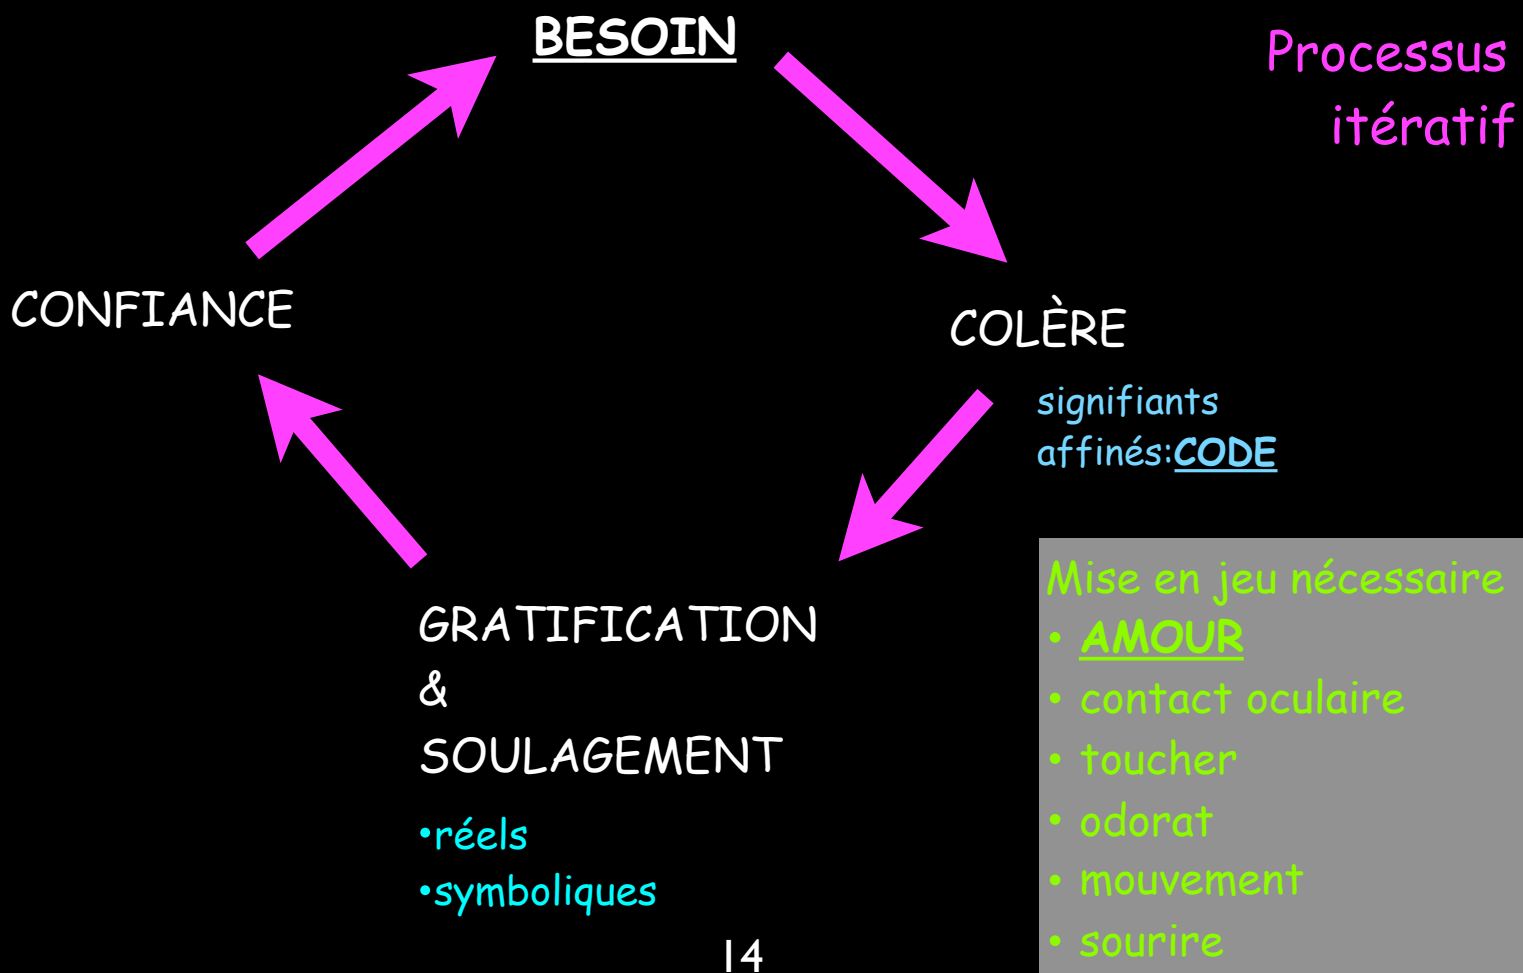 BESOIN
Processus
itératif
CONFIANCE
COLÈRE
signifiants
affinés:CODE
GRATIFICATION
&
SOULAGEMENT
•réels
•symboliques
Mise en jeu nécessaire
• AMOUR
• contact oculaire
• toucher
• odorat
• mouvement
• sourire
14